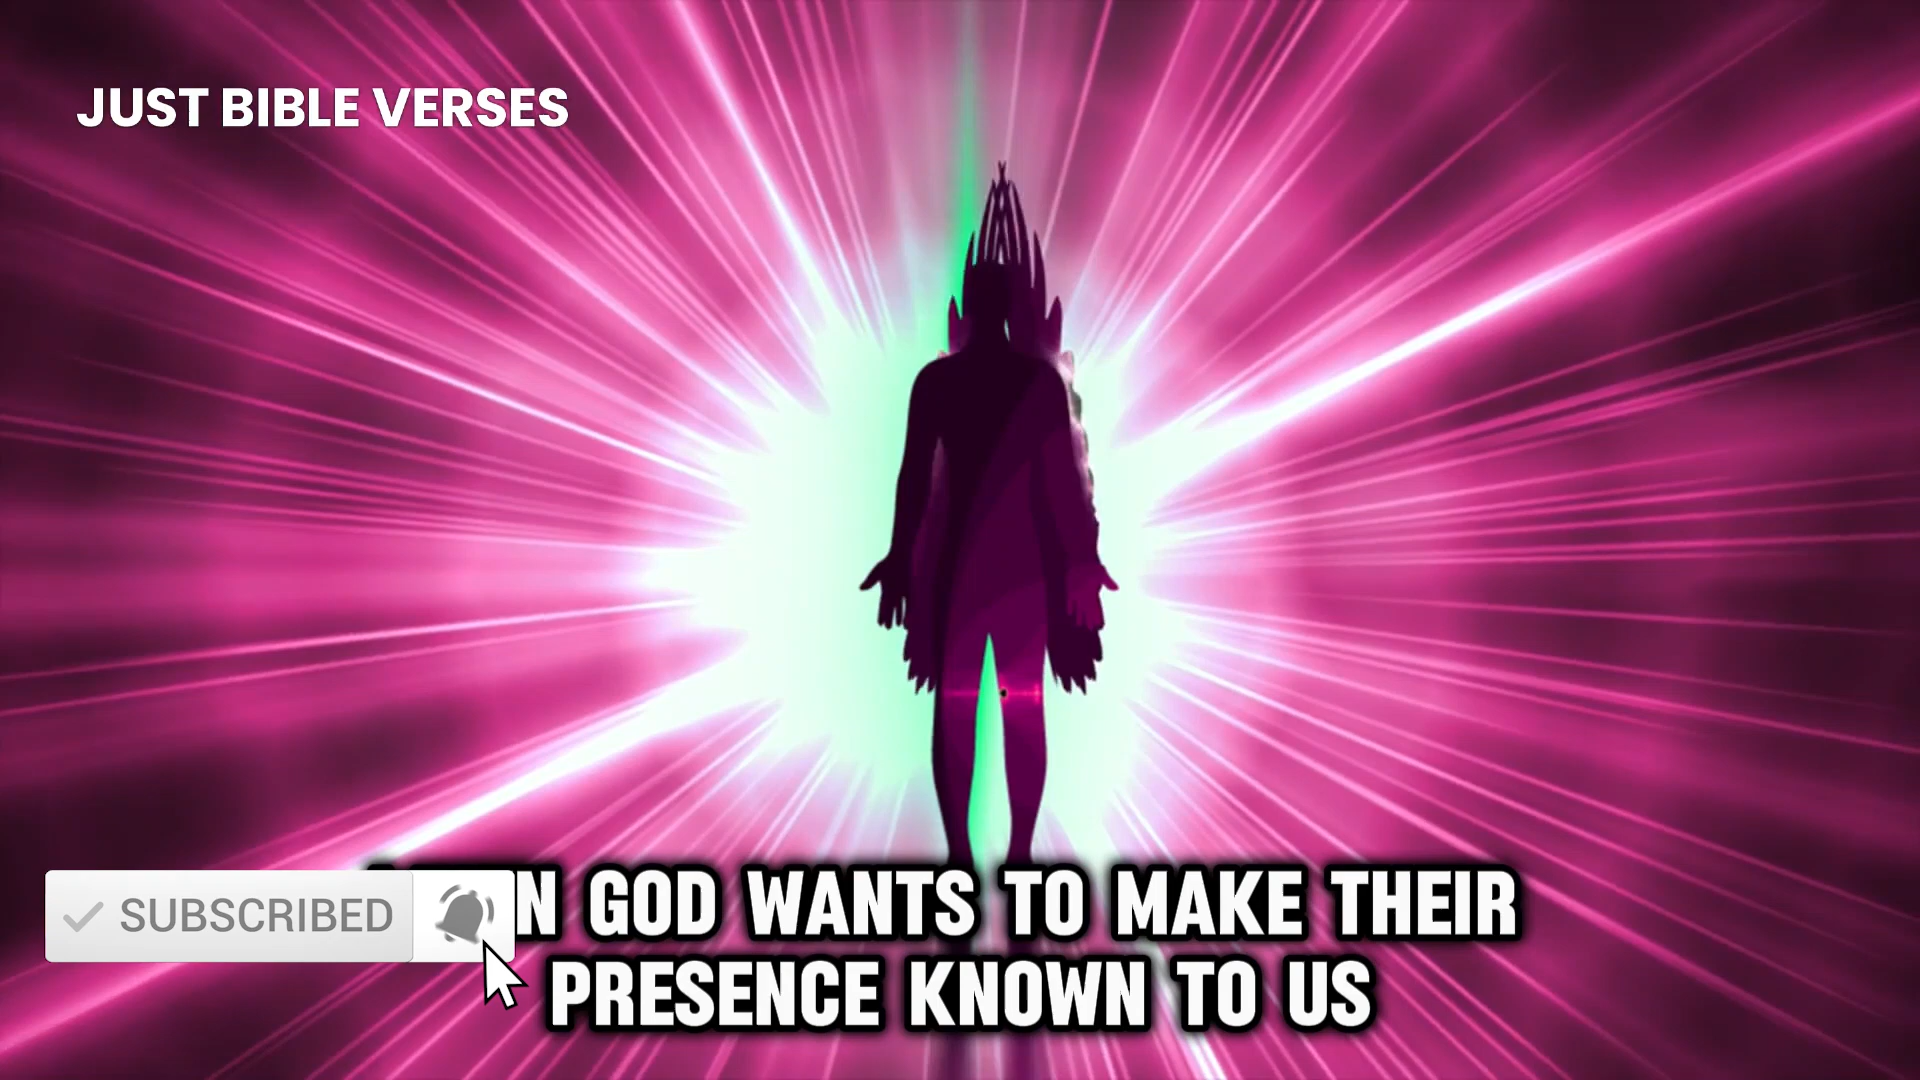 JUST BIBLE VERSES
GOD WANTS TO MAKE THEIR
SUBSCRIBED
PRESENCE KNOWN TO US